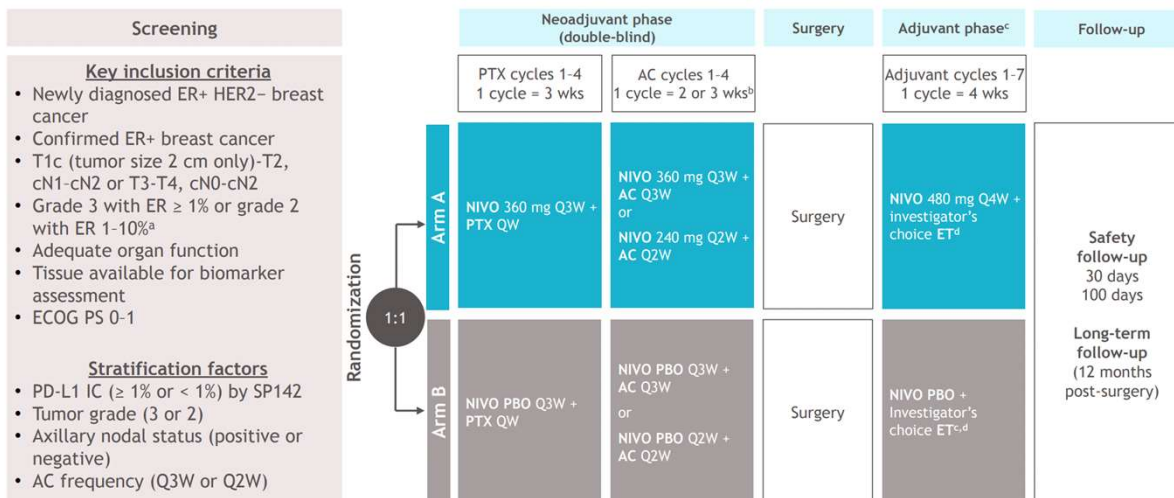 Screening
Key inclusion criteria
• Newly diagnosed ER+ HER2− breast
cancer
• Confirmed ER+ breast cancer
• T1c (tumor size 2 cm only)-T2,
cN1–cN2 or T3-T4, cN0-cN2
• Grade 3 with ER ≥ 1% or grade 2
with ER 1–10%ᵃ
• Adequate organ function
• Tissue available for biomarker
assessment
• ECOG PS 0–1
Stratification factors
• PD-L1 IC (≥ 1% or < 1%) by SP142
• Tumor grade (3 or 2)
• Axillary nodal status (positive or
negative)
• AC frequency (Q3W or Q2W)
Randomization
1:1
Neoadjuvant phase
(double-blind)
Surgery
Adjuvant phaseᶜ
Follow-up
PTX cycles 1–4
1 cycle = 3 wks
AC cycles 1–4
1 cycle = 2 or 3 wksᵇ
Adjuvant cycles 1–7
1 cycle = 4 wks
Arm A
NIVO 360 mg Q3W +
PTX QW
NIVO 360 mg Q3W +
AC Q3W
or
NIVO 240 mg Q2W +
AC Q2W
Surgery
NIVO 480 mg Q4W +
investigator's
choice ETᵈ
Arm B
NIVO PBO Q3W +
PTX QW
NIVO PBO Q3W +
AC Q3W
or
NIVO PBO Q2W +
AC Q2W
Surgery
NIVO PBO +
Investigator's
choice ETᶜ,ᵈ
Safety
follow-up
30 days
100 days
Long-term
follow-up
(12 months
post-surgery)